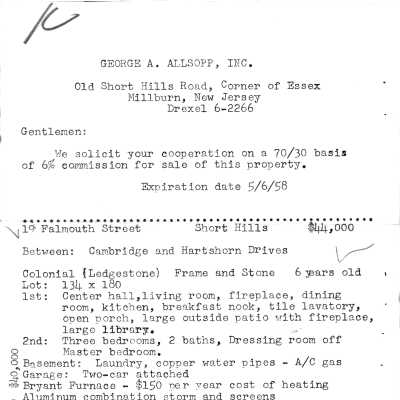 GEORGE A. ALLSOPP, INC.
Old Short Hills Road, Corner of Essex
Millburn, New Jersey
Drexel 6-2266
Gentlemen:
We solicit your cooperation on a 70/30 basis
of 6% commission for sale of this property.
Expiration date 5/6/58
19 Falmouth Street Short Hills $44,000
Between: Cambridge and Hartshorn Drives
Colonial (Ledgestone) Frame and Stone 6 years old
Lot: 134 x 180
1st: Center hall,living room, fireplace, dining
room, kitchen, breakfast nook, tile lavatory,
open porch, large outside patio with fireplace,
large library.
2nd: Three bedrooms, 2 baths, Dressing room off
Master bedroom.
Basement: Laundry, copper water pipes - A/C gas
Garage: Two-car attached
Bryant Furnace - $150 per year cost of heating
Aluminum combination storm and screens